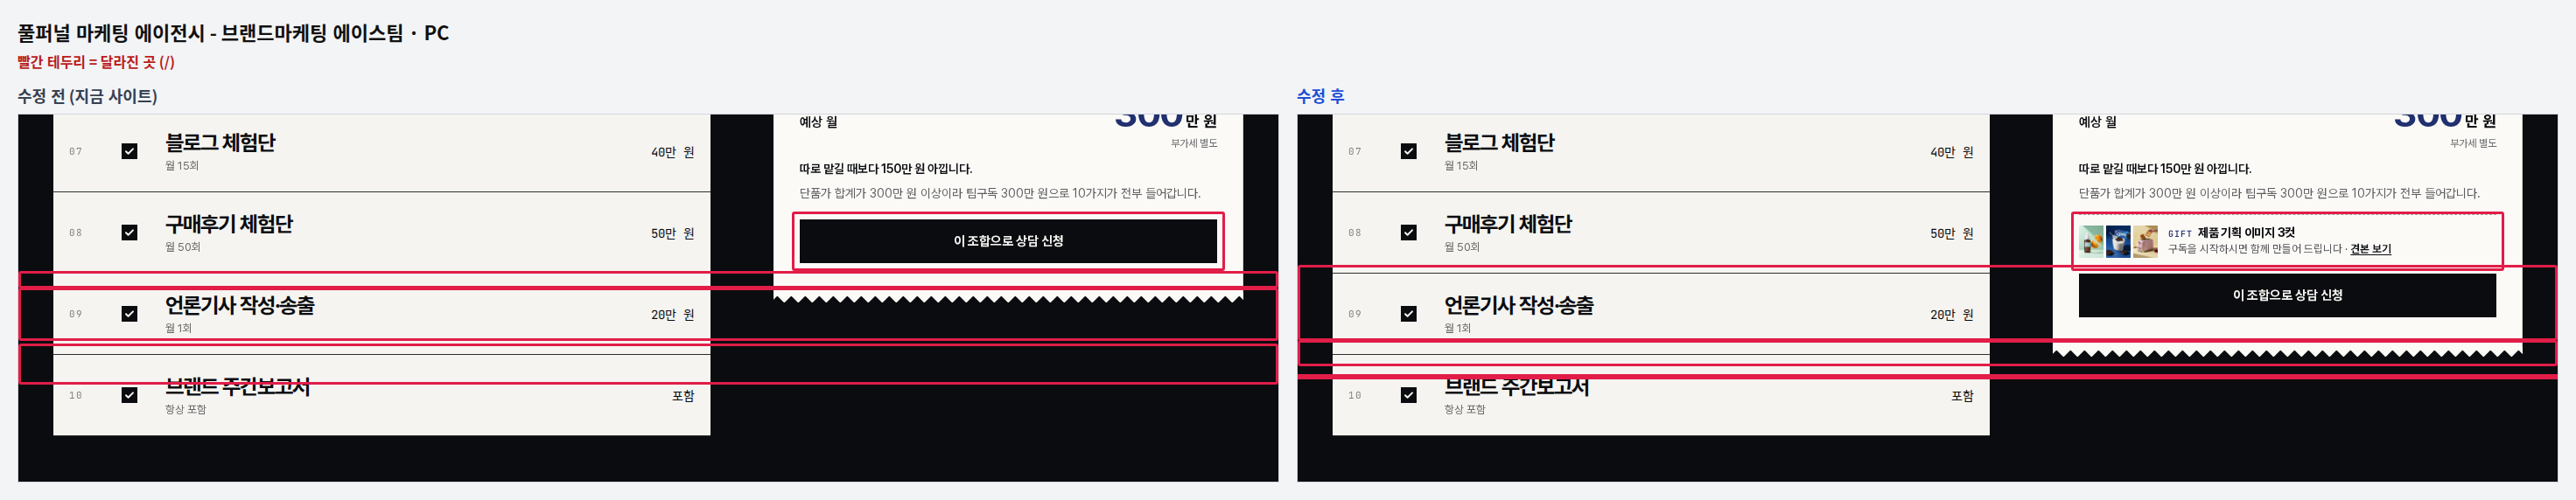 풀퍼널 마케팅 에이전시 - 브랜드마케팅 에이스팀 · PC
빨간 테두리 = 달라진 곳 (/)
수정 전 (지금 사이트)
07
블로그 체험단
월 15회
40만 원
08
구매후기 체험단
월 50회
50만 원
09
언론기사 작성·송출
월 1회
20만 원
10
브랜드 주간보고서
항상 포함
포함
예상 월
300만 원
부가세 별도
따로 맡길 때보다 150만 원 아낍니다.
단품가 합계가 300만 원 이상이라 팀구독 300만 원으로 10가지가 전부 들어갑니다.
이 조합으로 상담 신청
수정 후
07
블로그 체험단
월 15회
40만 원
08
구매후기 체험단
월 50회
50만 원
09
언론기사 작성·송출
월 1회
20만 원
10
브랜드 주간보고서
항상 포함
포함
예상 월
300만 원
부가세 별도
따로 맡길 때보다 150만 원 아낍니다.
단품가 합계가 300만 원 이상이라 팀구독 300만 원으로 10가지가 전부 들어갑니다.
GIFT 제품 기획 이미지 3컷
구독을 시작하시면 함께 만들어 드립니다 · 견본 보기
이 조합으로 상담 신청